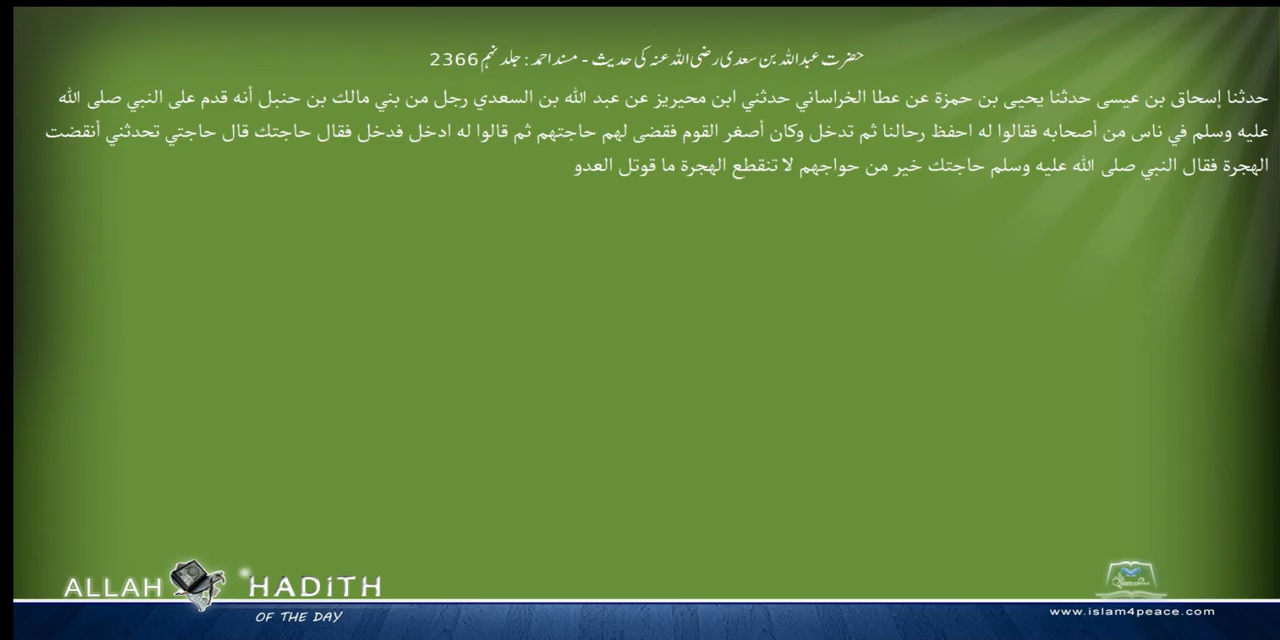 حضرت عبداللہ بن سعدی رضی اللہ عنہ کی حدیث - مسند احمد : جلد نہم 2366
حدثنا إسحاق بن عيسى حدثنا يحيى بن حمزة عن عطا الخراساني حدثني ابن محيريز عن عبد الله بن السعدي رجل من بني مالك بن حنبل أنه قدم على النبي صلى الله
عليه وسلم في ناس من أصحابه فقالوا له احفظ رحالنا ثم تدخل وكان أصغر القوم فقضى لهم حاجتهم ثم قالوا له ادخل فدخل فقال حاجتك قال حاجتي تحدثني أنقضت
الهجرة فقال النبي صلى الله عليه وسلم حاجتك خير من حواجهم لا تنقطع الهجرة ما قوتل العدو
ALLAH HADITH
OF THE DAY
www.islam4peace.com